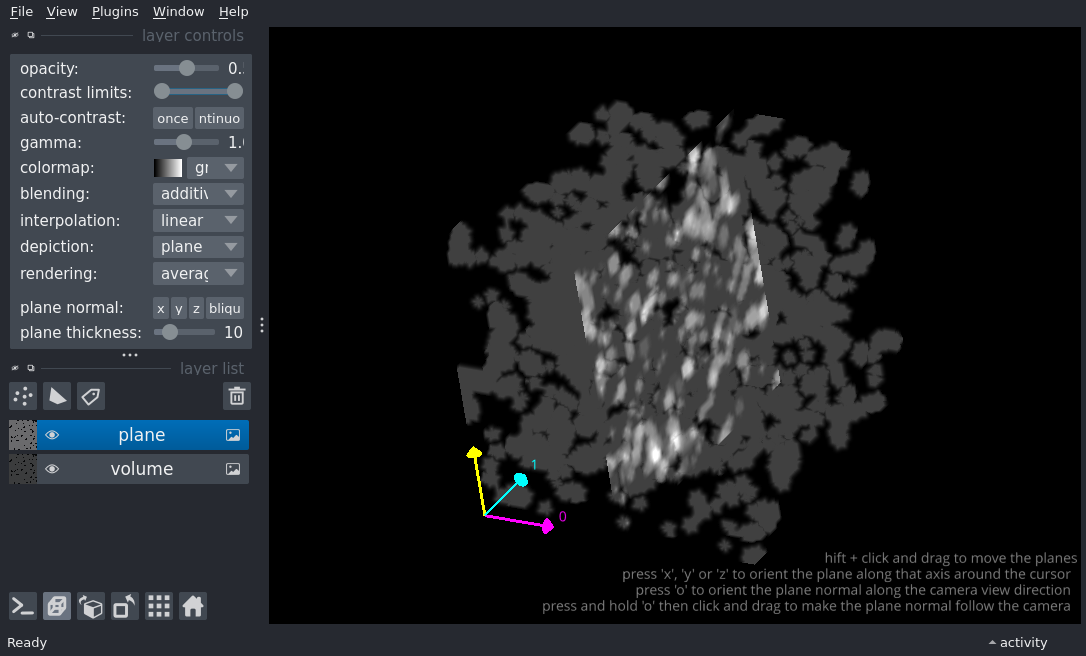 File View Plugins Window Help
layer controls
opacity: 0.
contrast limits:
auto-contrast: once ntinuo
gamma: 1.
colormap: gr
blending: additiv
interpolation: linear
depiction: plane
rendering: averag
plane normal: x y z bliqu
plane thickness: 10
layer list
plane
volume
1
0
hift + click and drag to move the planes
press 'x', 'y' or 'z' to orient the plane along that axis around the cursor
press 'o' to orient the plane normal along the camera view direction
press and hold 'o' then click and drag to make the plane normal follow the camera
Ready
activity